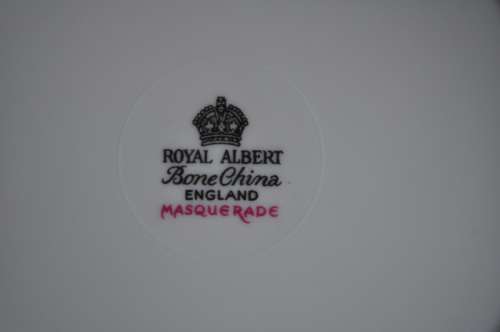 ROYAL ALBERT
Bone China
ENGLAND
MASQUERADE